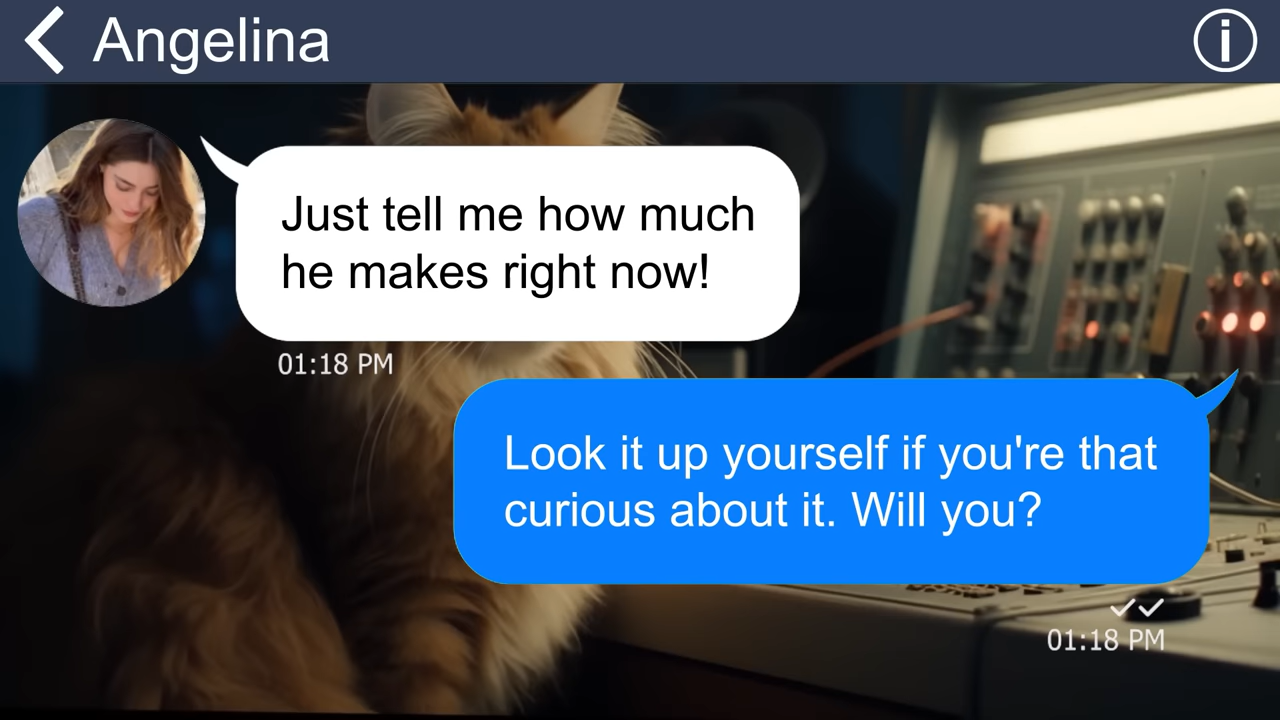 Angelina
Just tell me how much
he makes right now!
01:18 PM
Look it up yourself if you're that
curious about it. Will you?
01:18 PM